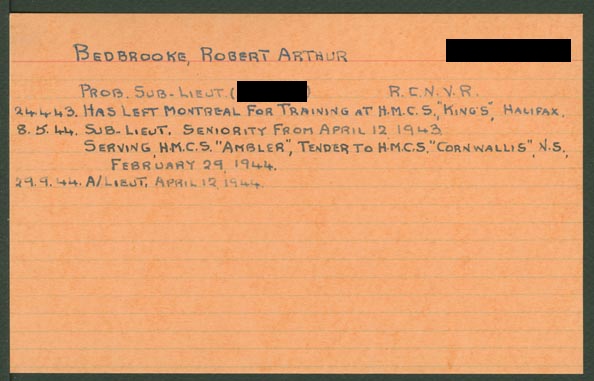 BEDBROOKE, ROBERT ARTHUR
PROB. SUB-LIEUT. ( ) R.C.N.V.R.
24.4.43. HAS LEFT MONTREAL FOR TRAINING AT H.M.C.S. "KING'S", HALIFAX.
8.5.44. SUB-LIEUT. SENIORITY FROM APRIL 12 1943
SERVING H.M.C.S. "AMBLER", TENDER TO H.M.C.S. "CORNWALLIS", N.S.,
FEBRUARY 29, 1944.
29.9.44. A/LIEUT. APRIL 12, 1944.